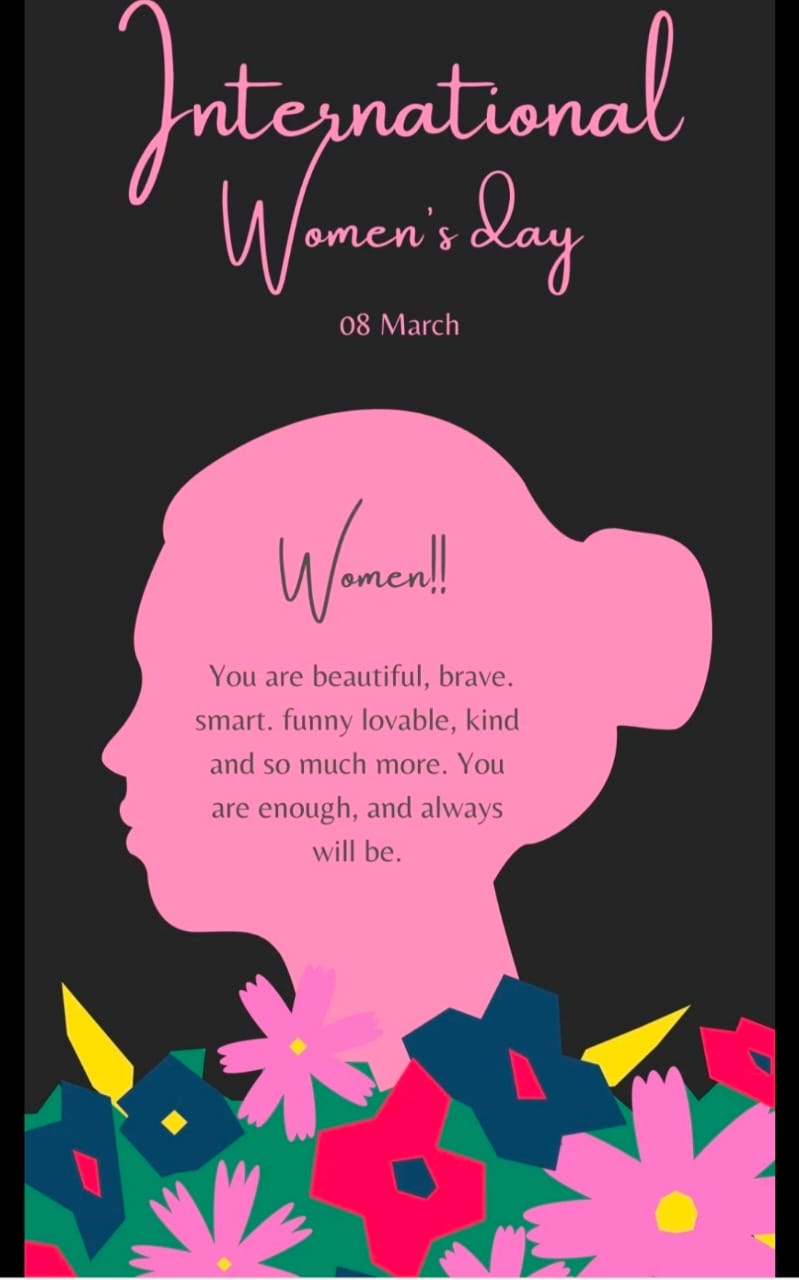 International
Women's day
08 March
Women!!
You are beautiful, brave.
smart. funny lovable, kind
and so much more. You
are enough, and always
will be.